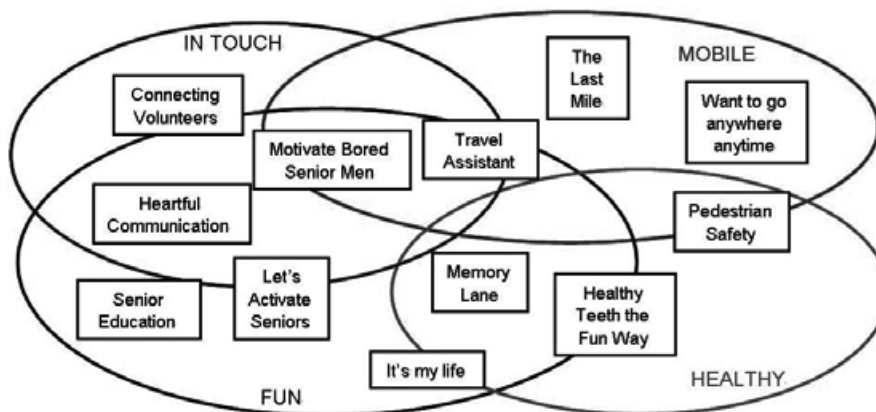 IN TOUCH
MOBILE
The
Last
Mile
Connecting
Volunteers
Want to go
anywhere
anytime
Motivate Bored
Senior Men
Travel
Assistant
Heartful
Communication
Pedestrian
Safety
Let's
Activate
Seniors
Memory
Lane
Senior
Education
Healthy
Teeth the
Fun Way
It's my life
HEALTHY
FUN